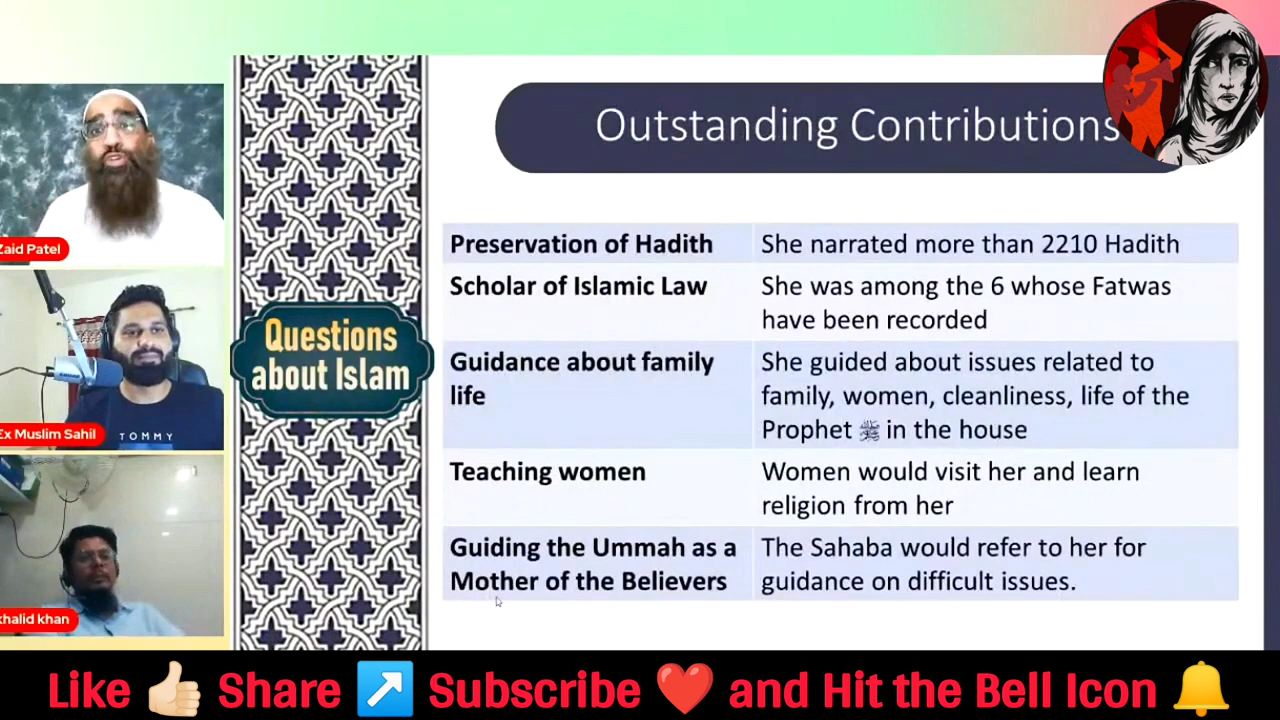 Outstanding Contributions
Zaid Patel
Ex Muslim Sahil
TOMMY
khalid khan
Questions
about Islam
Preservation of Hadith
She narrated more than 2210 Hadith
Scholar of Islamic Law
She was among the 6 whose Fatwas
have been recorded
Guidance about family
life
She guided about issues related to
family, women, cleanliness, life of the
Prophet ﷺ in the house
Teaching women
Women would visit her and learn
religion from her
Guiding the Ummah as a
Mother of the Believers
The Sahaba would refer to her for
guidance on difficult issues.
Like 👍🏻 Share ↗️ Subscribe ❤️ and Hit the Bell Icon 🔔